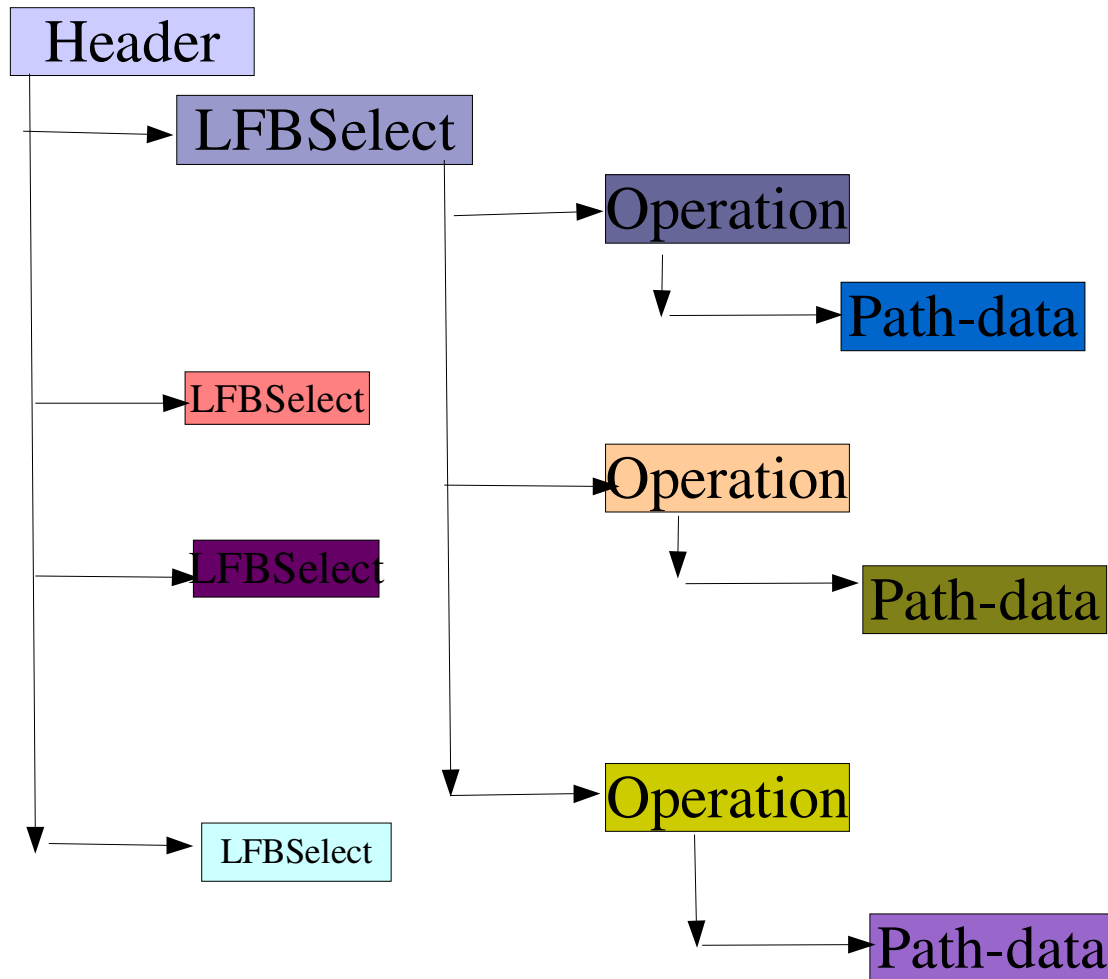 Header
LFBSelect
Operation
Path-data
LFBSelect
Operation
LFBSelect
Path-data
Operation
LFBSelect
Path-data